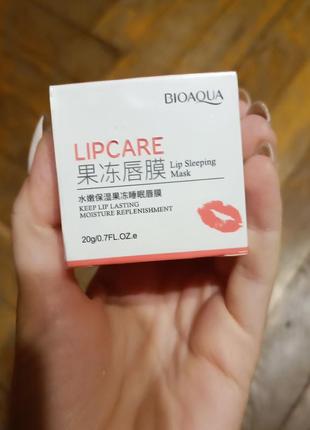 BIOAQUA
LIPCARE
果冻唇膜 Lip Sleeping
Mask
水嫩保湿果冻睡眠唇膜
KEEP LIP LASTING
MOISTURE REPLENISHMENT
20g/0.7FL.OZ.e